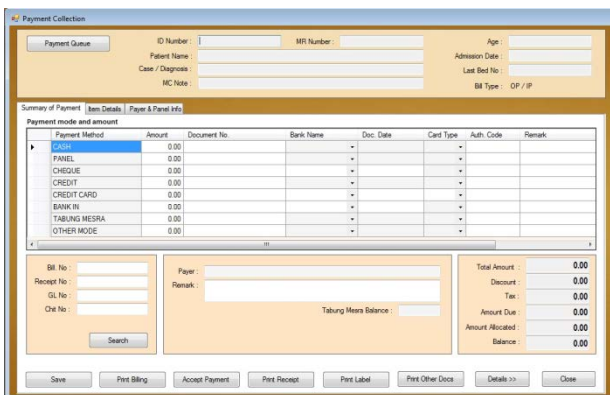 Payment Collection
Payment Queue ID Number : MR Number : Age :
Patient Name : Admission Date :
Case / Diagnosis : Last Bed No :
MC Note : Bill Type : OP / IP
Summary of Payment Item Details Payer & Panel Info
Payment mode and amount
Payment Method Amount Document No. Bank Name Doc. Date Card Type Auth. Code Remark
CASH 0.00
PANEL 0.00
CHEQUE 0.00
CREDIT 0.00
CREDIT CARD 0.00
BANK IN 0.00
TABUNG MESRA 0.00
OTHER MODE 0.00
Bill. No : Payer : Total Amount : 0.00
Receipt No : Remark : Discount : 0.00
GL No : Tax : 0.00
Chit No : Tabung Mesra Balance : Amount Due : 0.00
Search Amount Allocated : 0.00
Balance : 0.00
Save Print Billing Accept Payment Print Receipt Print Label Print Other Docs Details >> Close